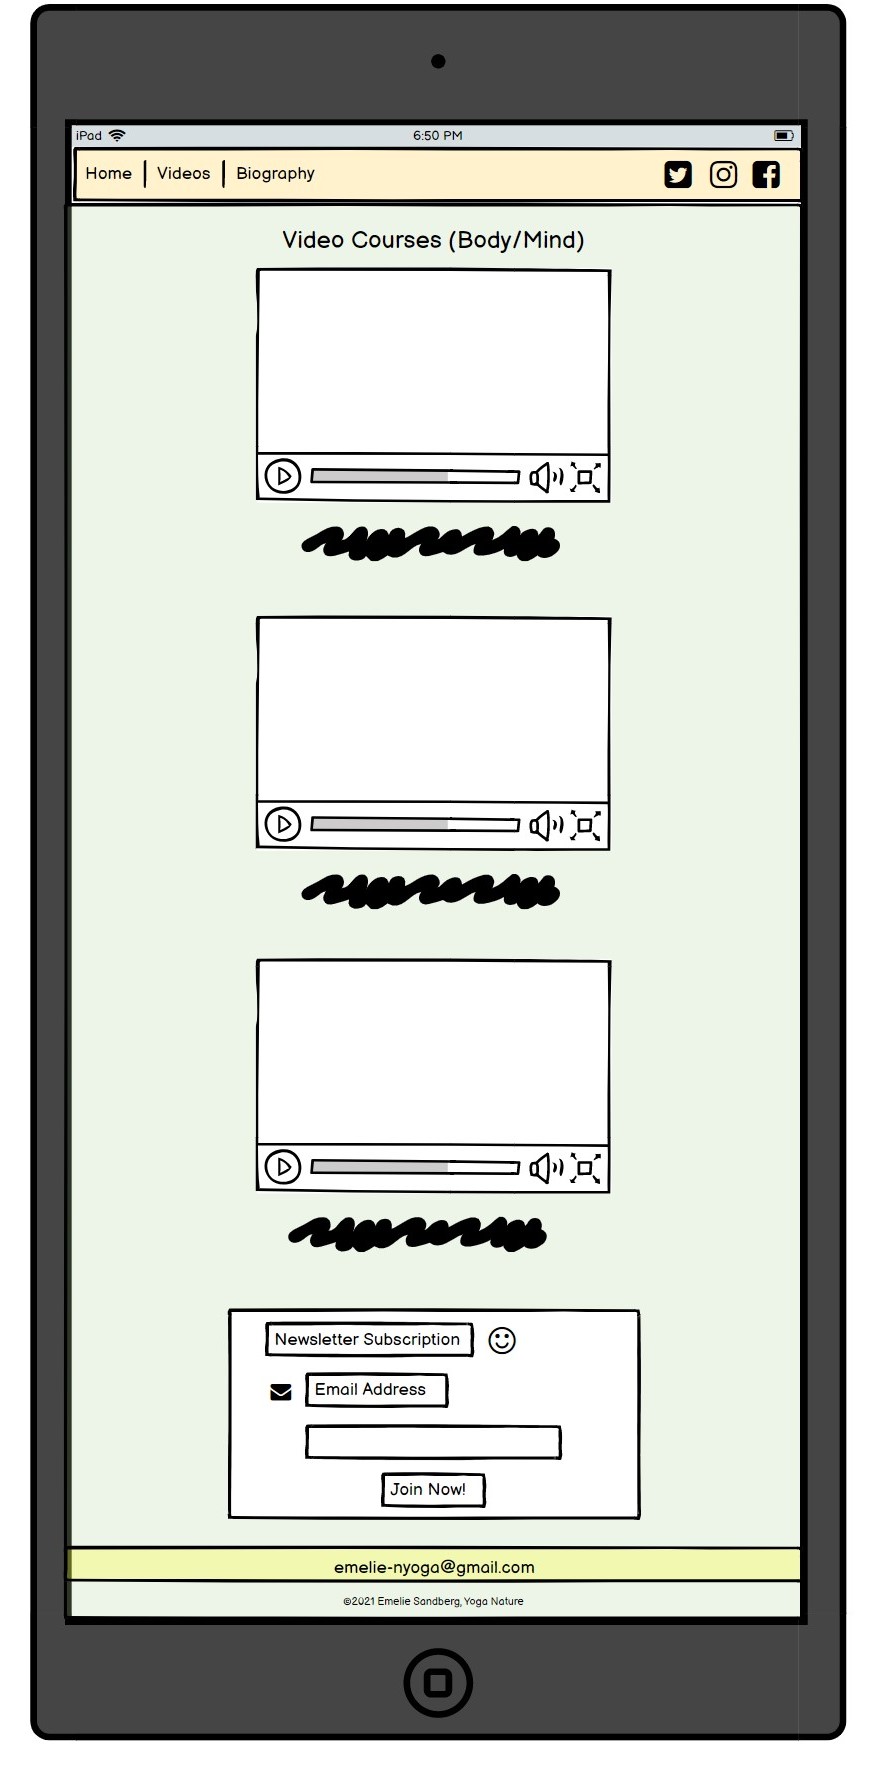 iPad 6:50 PM
Home Videos Biography
Video Courses (Body/Mind)
Newsletter Subscription
Email Address
Join Now!
emelie-nyoga@gmail.com
©2021 Emelie Sandberg, Yoga Nature